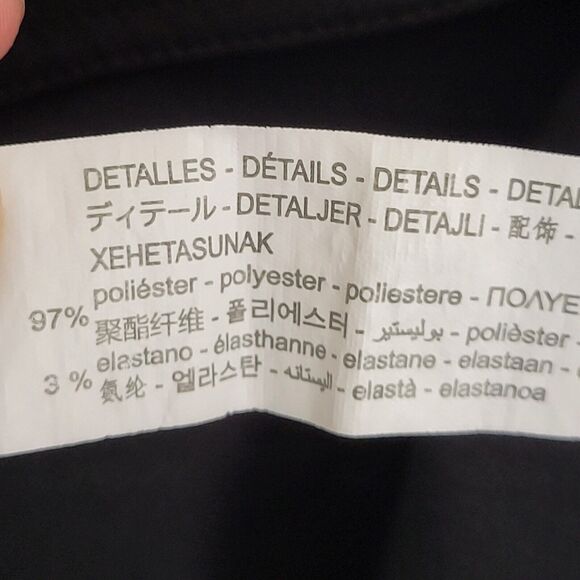 DETALLES - DÉTAILS - DETAILS -
ディテール - DETALJER - DETAJLI - 配饰 -
XEHETASUNAK
97% poliéster - polyester - poliestere -
聚酯纤维 - 폴리에스터 - بوليستير - polièster -
3 % elastano - élasthanne - elastane - elastaan -
氨纶 - 엘라스탄 - اليستانه - elastà - elastanoa